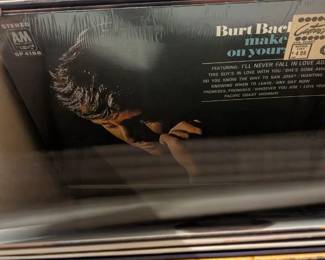 STEREO
A&M
SP 4188
Burt Bac
make
on your
FEATURING: I'LL NEVER FALL IN LOVE AG
THIS GUY'S IN LOVE WITH YOU • SHE'S GONE AW
DO YOU KNOW THE WAY TO SAN JOSE • WANTING
KNOWING WHEN TO LEAVE • ANY DAY NOW
PROMISES, PROMISES • WHOEVER YOU ARE I LOVE YOU
PACIFIC COAST HIGHWAY